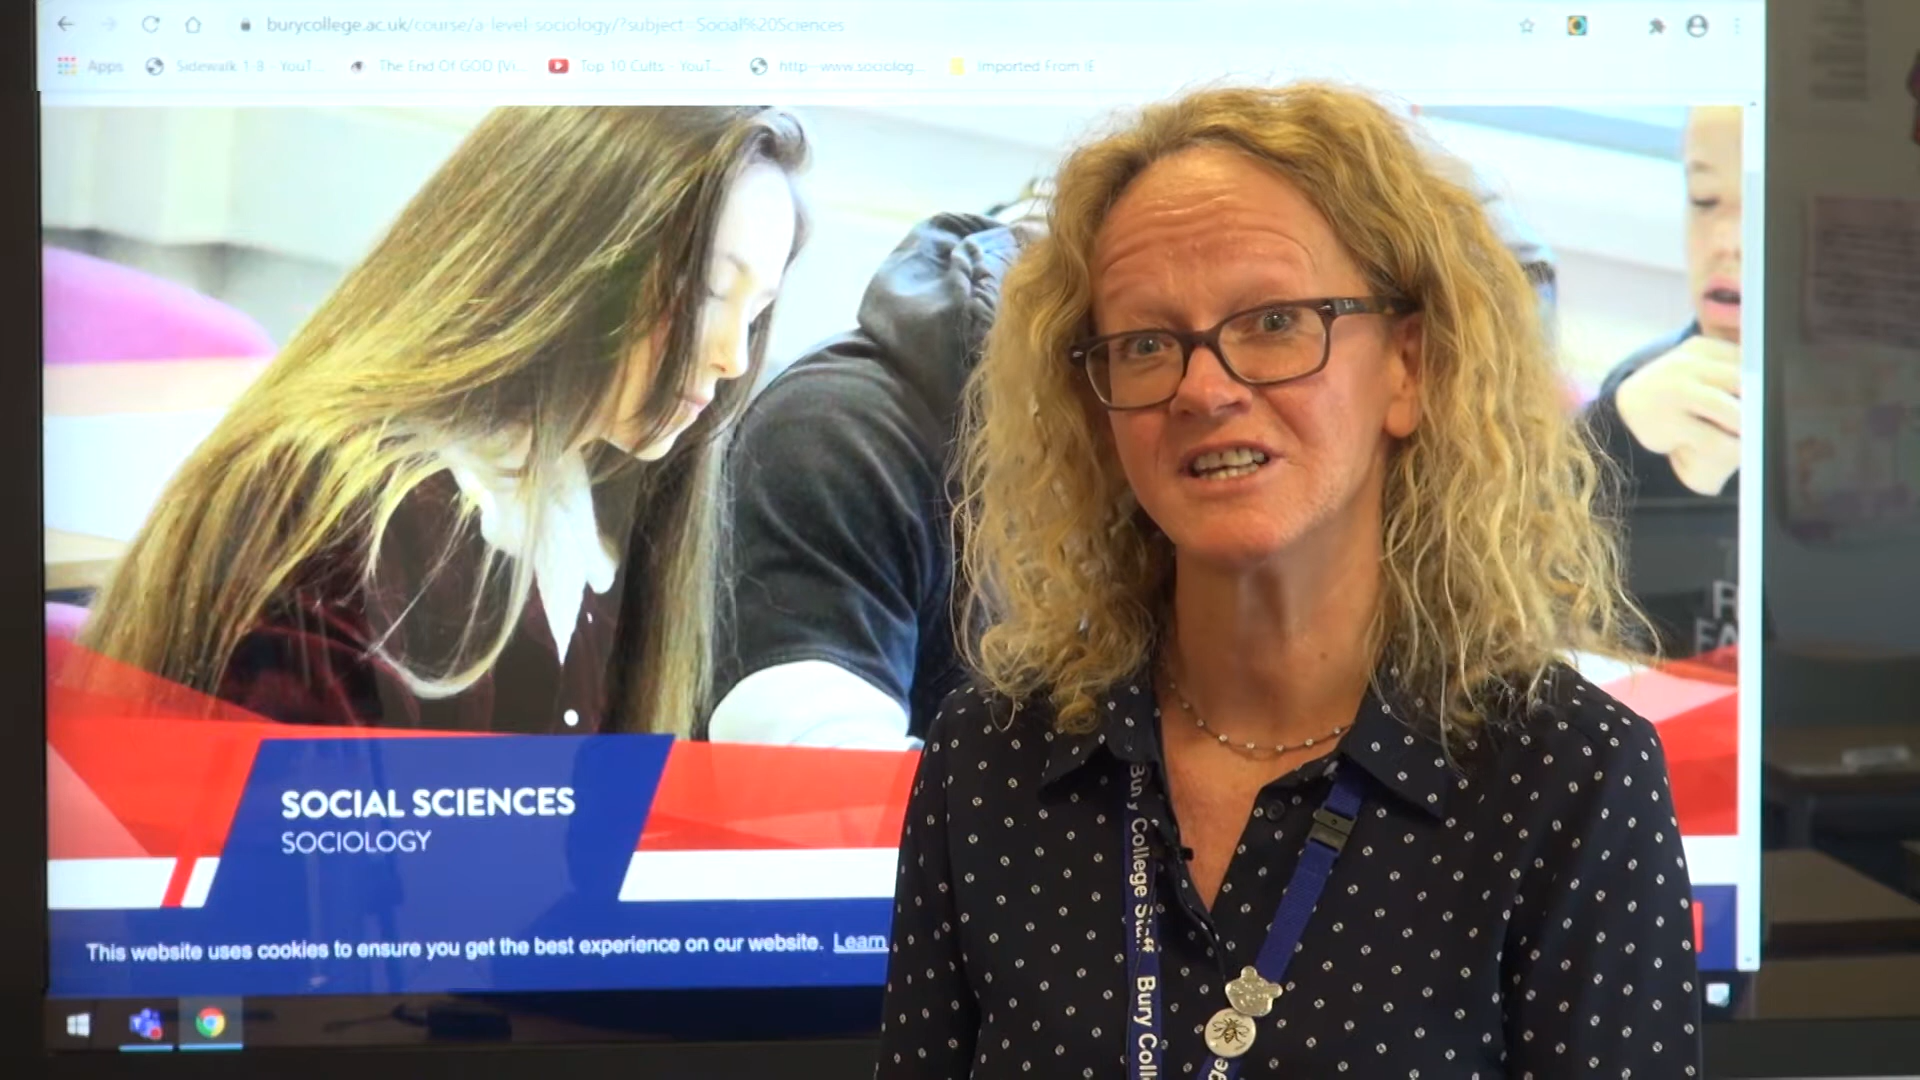 burycollege.ac.uk/course/a-level-sociology/?subject=Social%20Sciences
Apps
Sidewalk 1-8 - YouT...
The End Of GOD (Vi...
Top 10 Cults - YouT...
http--www.sociolog...
Imported From IE
SOCIAL SCIENCES
SOCIOLOGY
This website uses cookies to ensure you get the best experience on our website. Learn
Bury College Staff
Bury Coll
ge